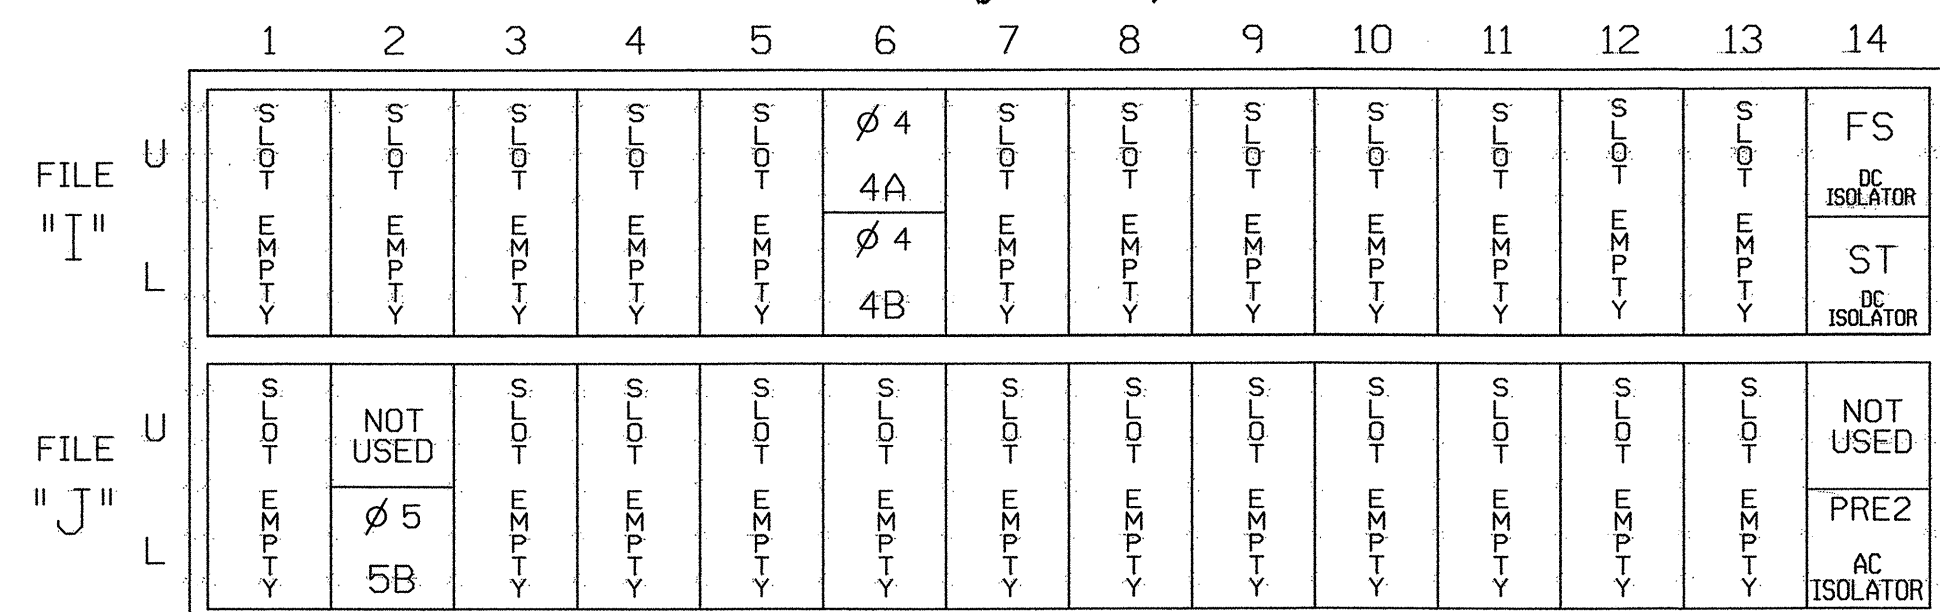 1 2 3 4 5 6 7 8 9 10 11 12 13 14
FILE "I"
U
L
SLOT EMPTY
SLOT EMPTY
SLOT EMPTY
SLOT EMPTY
SLOT EMPTY
Ø 4
4A
Ø 4
4B
SLOT EMPTY
SLOT EMPTY
SLOT EMPTY
SLOT EMPTY
SLOT EMPTY
SLOT EMPTY
SLOT EMPTY
FS
DC
ISOLATOR
ST
DC
ISOLATOR
FILE "J"
U
L
SLOT EMPTY
NOT
USED
Ø 5
5B
SLOT EMPTY
SLOT EMPTY
SLOT EMPTY
SLOT EMPTY
SLOT EMPTY
SLOT EMPTY
SLOT EMPTY
SLOT EMPTY
SLOT EMPTY
SLOT EMPTY
SLOT EMPTY
NOT
USED
PRE2
AC
ISOLATOR